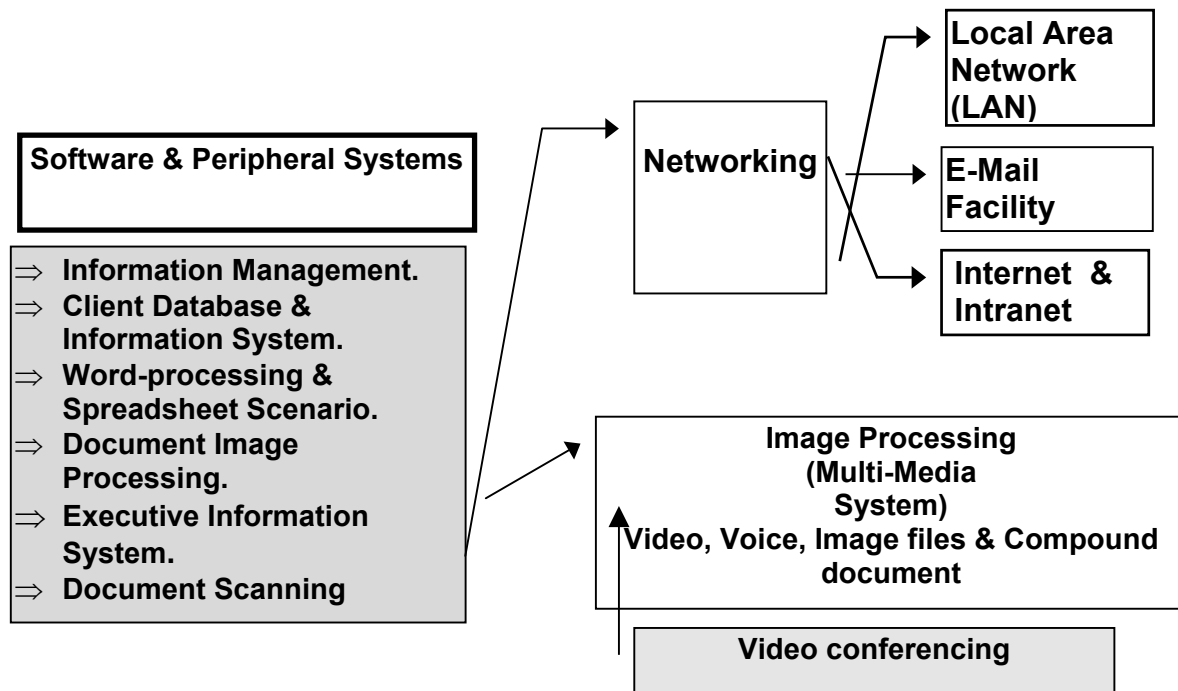 Software & Peripheral Systems
⇒ Information Management.
⇒ Client Database &
Information System.
⇒ Word-processing &
Spreadsheet Scenario.
⇒ Document Image
Processing.
⇒ Executive Information
System.
⇒ Document Scanning
Networking
Local Area
Network
(LAN)
E-Mail
Facility
Internet &
Intranet
Image Processing
(Multi-Media
System)
Video, Voice, Image files & Compound
document
Video conferencing